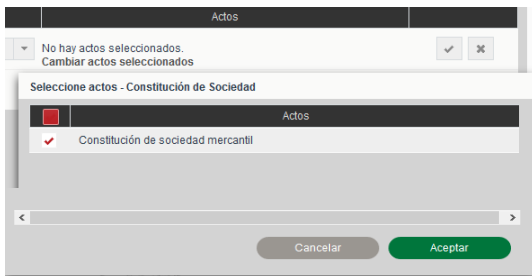 Actos
No hay actos seleccionados.
Cambiar actos seleccionados
Seleccione actos - Constitución de Sociedad
Actos
Constitución de sociedad mercantil
Cancelar
Aceptar